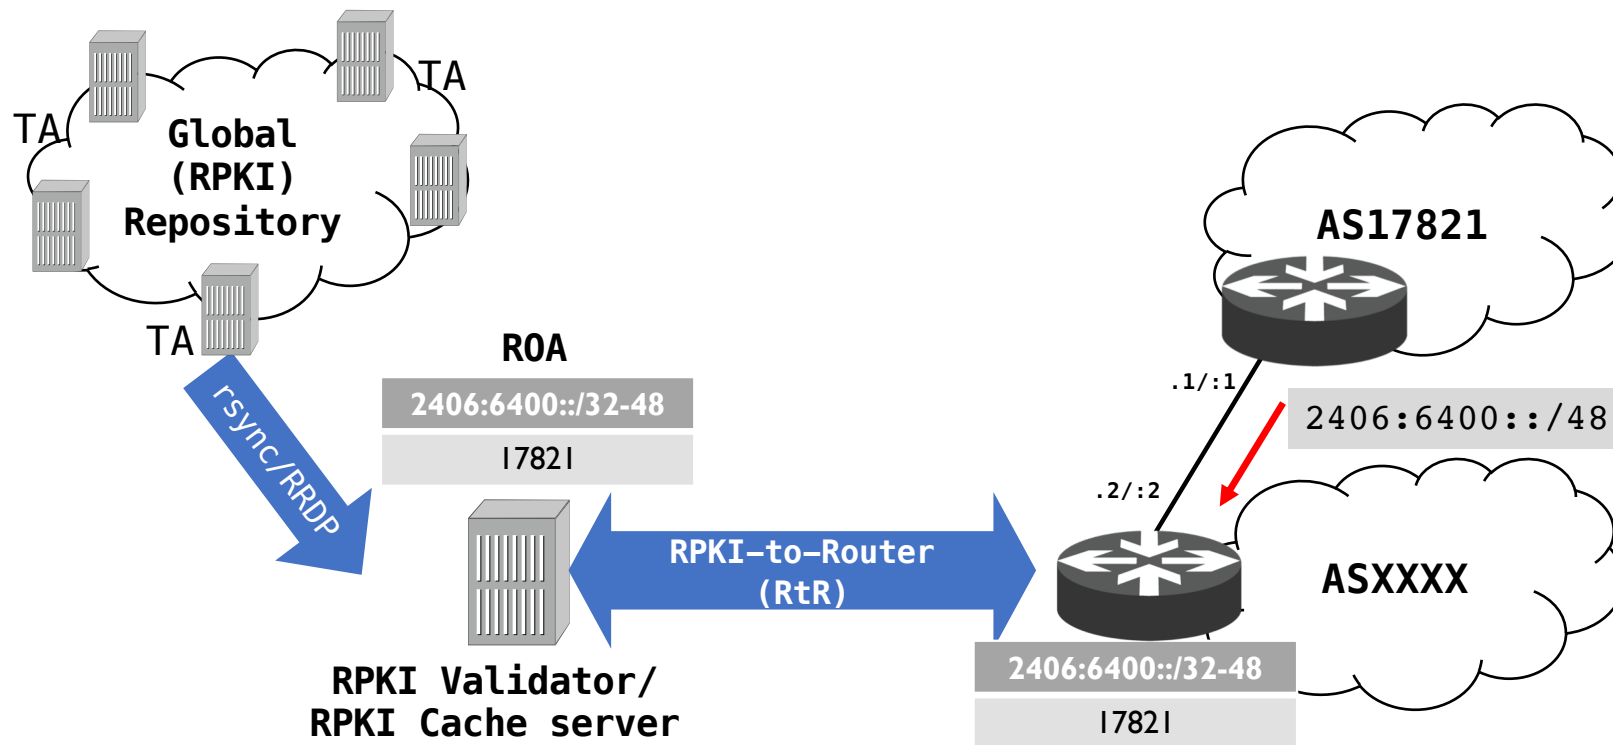 TA
TA
Global
(RPKI)
Repository
TA
rsync/RRDP
ROA
2406:6400::/32-48
17821
RPKI Validator/
RPKI Cache server
RPKI-to-Router
(RtR)
AS17821
.1/:1
2406:6400::/48
.2/:2
ASXXXX
2406:6400::/32-48
17821